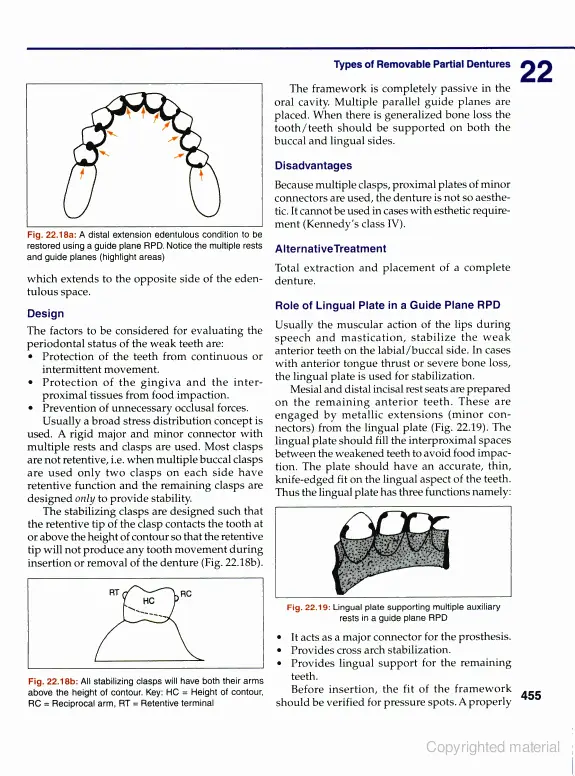 Types of Removable Partial Dentures
22
Fig. 22.18a: A distal extension edentulous condition to be
restored using a guide plane RPD. Notice the multiple rests
and guide planes (highlight areas)
which extends to the opposite side of the eden-
tulous space.
Design
The factors to be considered for evaluating the
periodontal status of the weak teeth are:
• Protection of the teeth from continuous or
intermittent movement.
• Protection of the gingiva and the inter-
proximal tissues from food impaction.
• Prevention of unnecessary occlusal forces.
Usually a broad stress distribution concept is
used. A rigid major and minor connector with
multiple rests and clasps are used. Most clasps
are not retentive, i.e. when multiple buccal clasps
are used only two clasps on each side have
retentive function and the remaining clasps are
designed only to provide stability.
The stabilizing clasps are designed such that
the retentive tip of the clasp contacts the tooth at
or above the height of contour so that the retentive
tip will not produce any tooth movement during
insertion or removal of the denture (Fig. 22.18b).
RT
HC
RC
Fig. 22.18b: All stabilizing clasps will have both their arms
above the height of contour. Key: HC = Height of contour,
RC = Reciprocal arm, RT = Retentive terminal
The framework is completely passive in the
oral cavity. Multiple parallel guide planes are
placed. When there is generalized bone loss the
tooth/teeth should be supported on both the
buccal and lingual sides.
Disadvantages
Because multiple clasps, proximal plates of minor
connectors are used, the denture is not so aesthe-
tic. It cannot be used in cases with esthetic require-
ment (Kennedy's class IV).
AlternativeTreatment
Total extraction and placement of a complete
denture.
Role of Lingual Plate in a Guide Plane RPD
Usually the muscular action of the lips during
speech and mastication, stabilize the weak
anterior teeth on the labial/buccal side. In cases
with anterior tongue thrust or severe bone loss,
the lingual plate is used for stabilization.
Mesial and distal incisal rest seats are prepared
on the remaining anterior teeth. These are
engaged by metallic extensions (minor con-
nectors) from the lingual plate (Fig. 22.19). The
lingual plate should fill the interproximal spaces
between the weakened teeth to avoid food impac-
tion. The plate should have an accurate, thin,
knife-edged fit on the lingual aspect of the teeth.
Thus the lingual plate has three functions namely:
Fig. 22.19: Lingual plate supporting multiple auxiliary
rests in a guide plane RPD
• It acts as a major connector for the prosthesis.
• Provides cross arch stabilization.
• Provides lingual support for the remaining
teeth.
Before insertion, the fit of the framework
should be verified for pressure spots. A properly
455
Copyrighted material